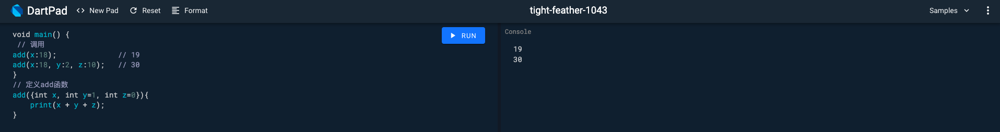 DartPad <> New Pad Reset Format tight-feather-1043 Samples
RUN
void main() {
// 调用
add(x:18); // 19
add(x:18, y:2, z:10); // 30
}
// 定义add函数
add({int x, int y=1, int z=0}){
print(x + y + z);
}
Console
19
30